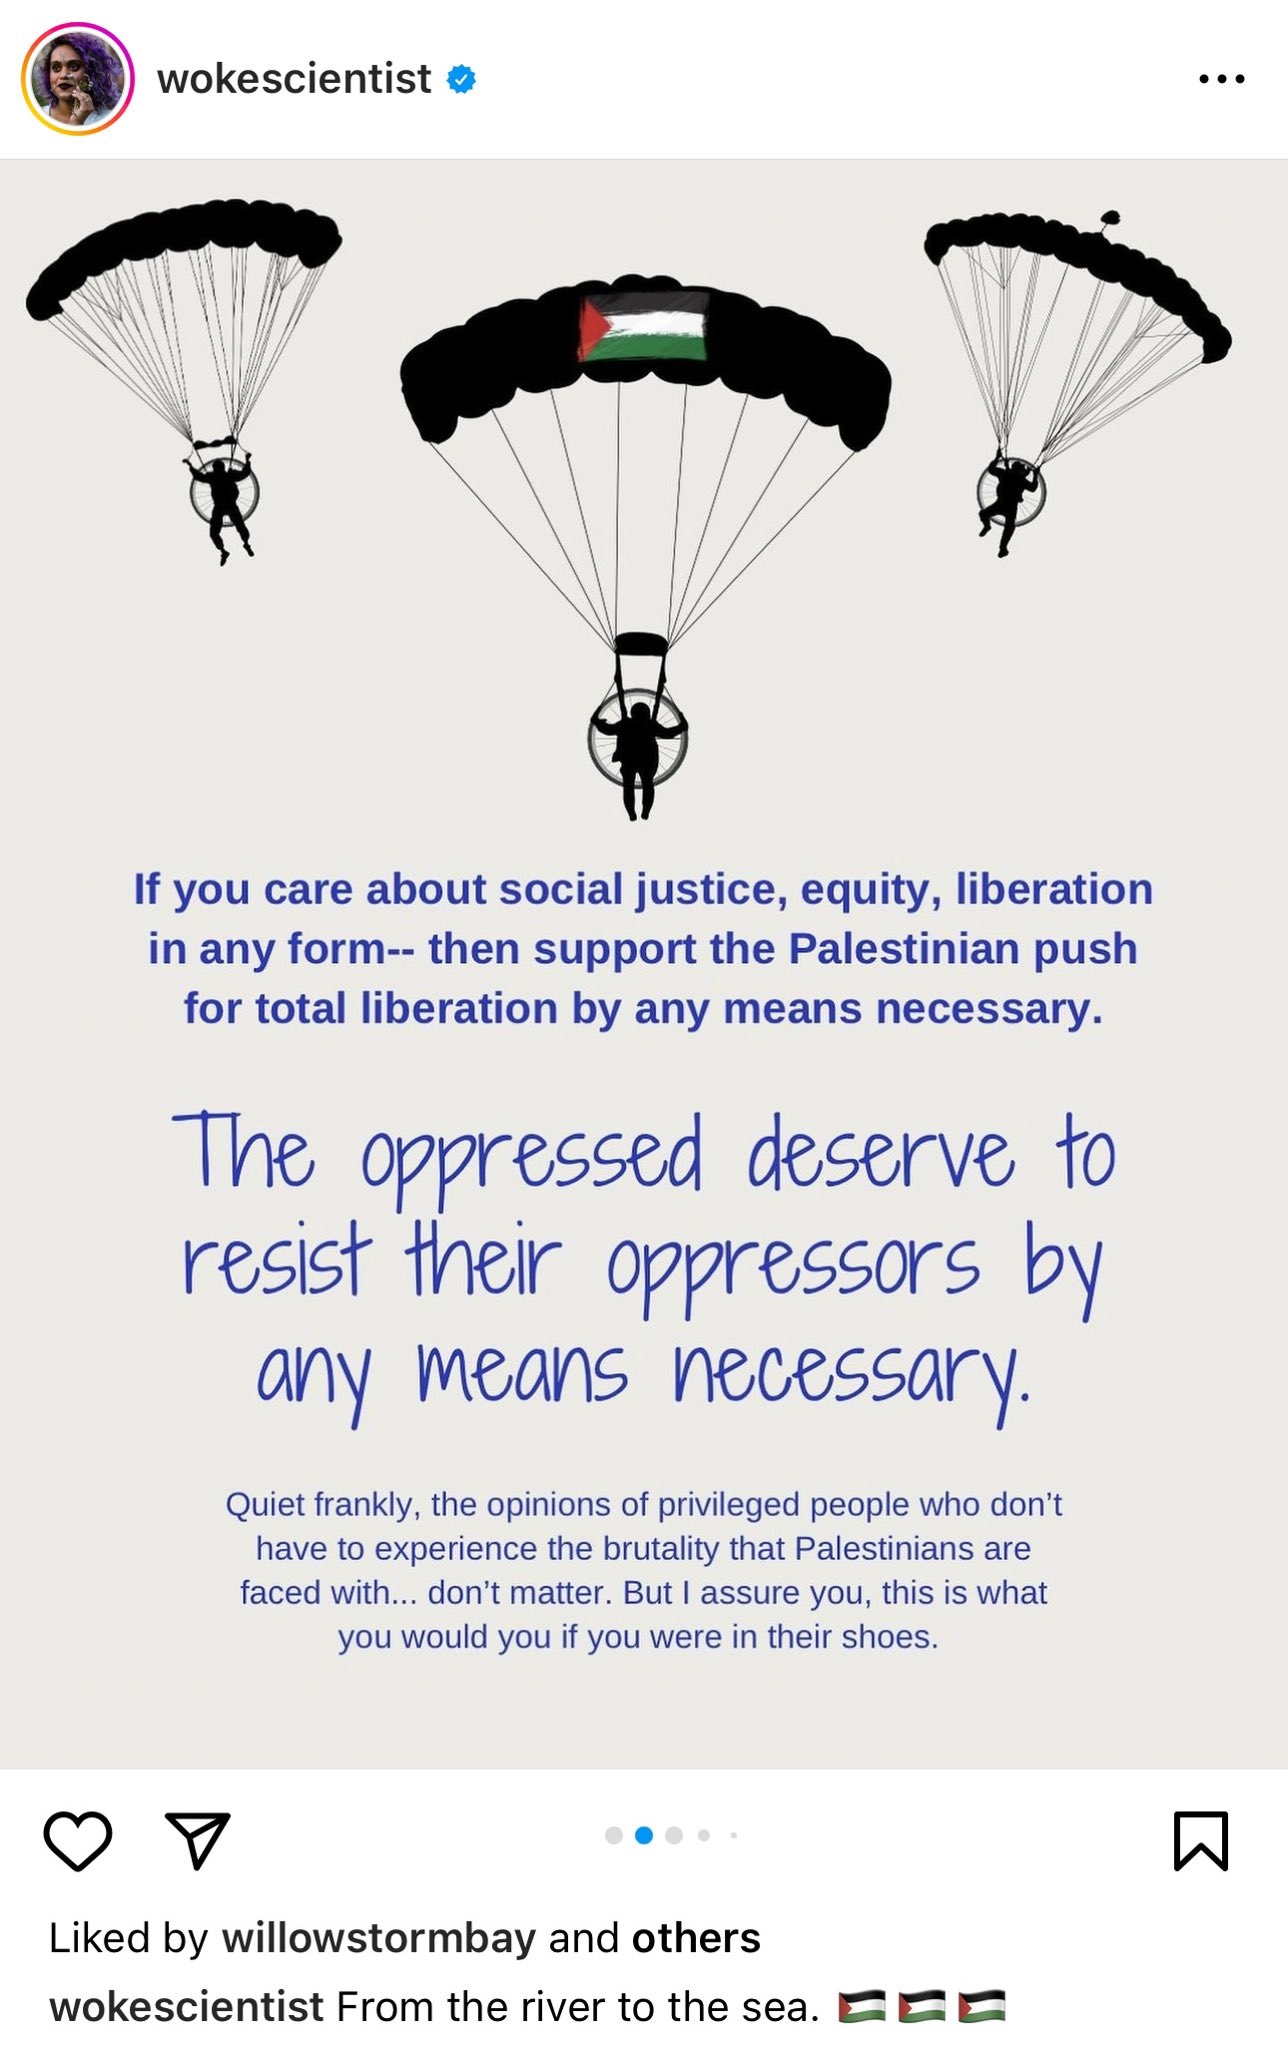 wokescientist
If you care about social justice, equity, liberation
in any form-- then support the Palestinian push
for total liberation by any means necessary.
The oppressed deserve to
resist their oppressors by
any means necessary.
Quiet frankly, the opinions of privileged people who don't
have to experience the brutality that Palestinians are
faced with... don't matter. But I assure you, this is what
you would you if you were in their shoes.
Liked by willowstormbay and others
wokescientist From the river to the sea. 🇵🇸 🇵🇸 🇵🇸